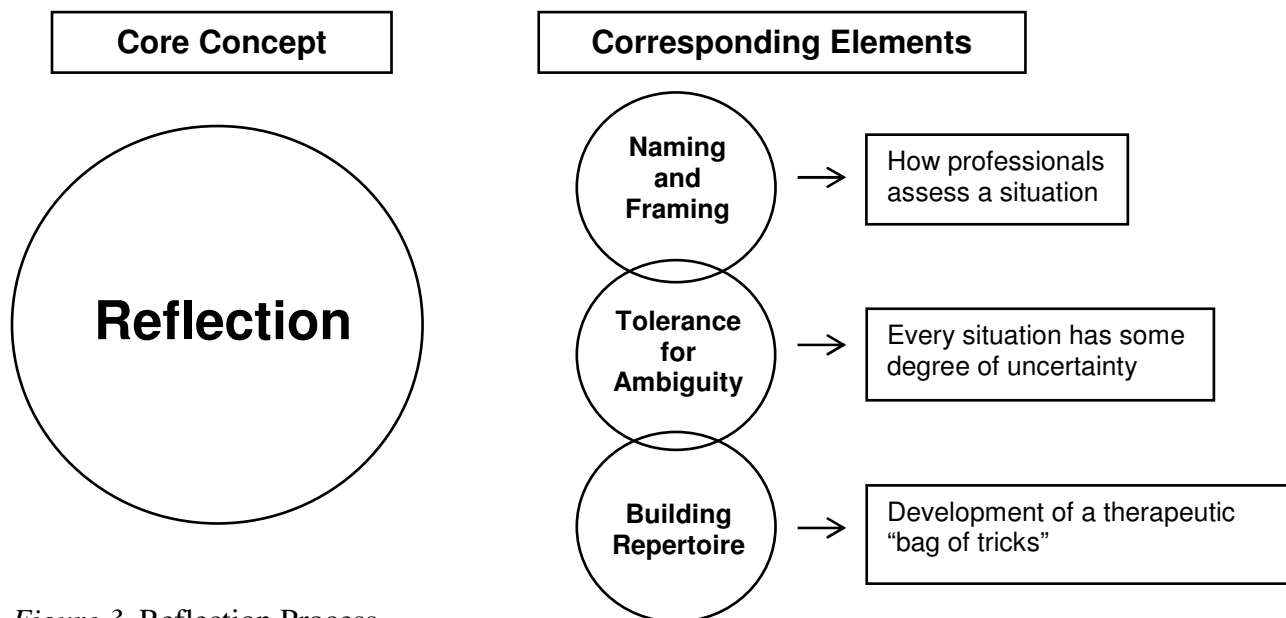 Core Concept
Corresponding Elements
Reflection
Naming
and
Framing
How professionals
assess a situation
Tolerance
for
Ambiguity
Every situation has some
degree of uncertainty
Building
Repertoire
Development of a therapeutic
“bag of tricks”
Figure 3. Reflection Process